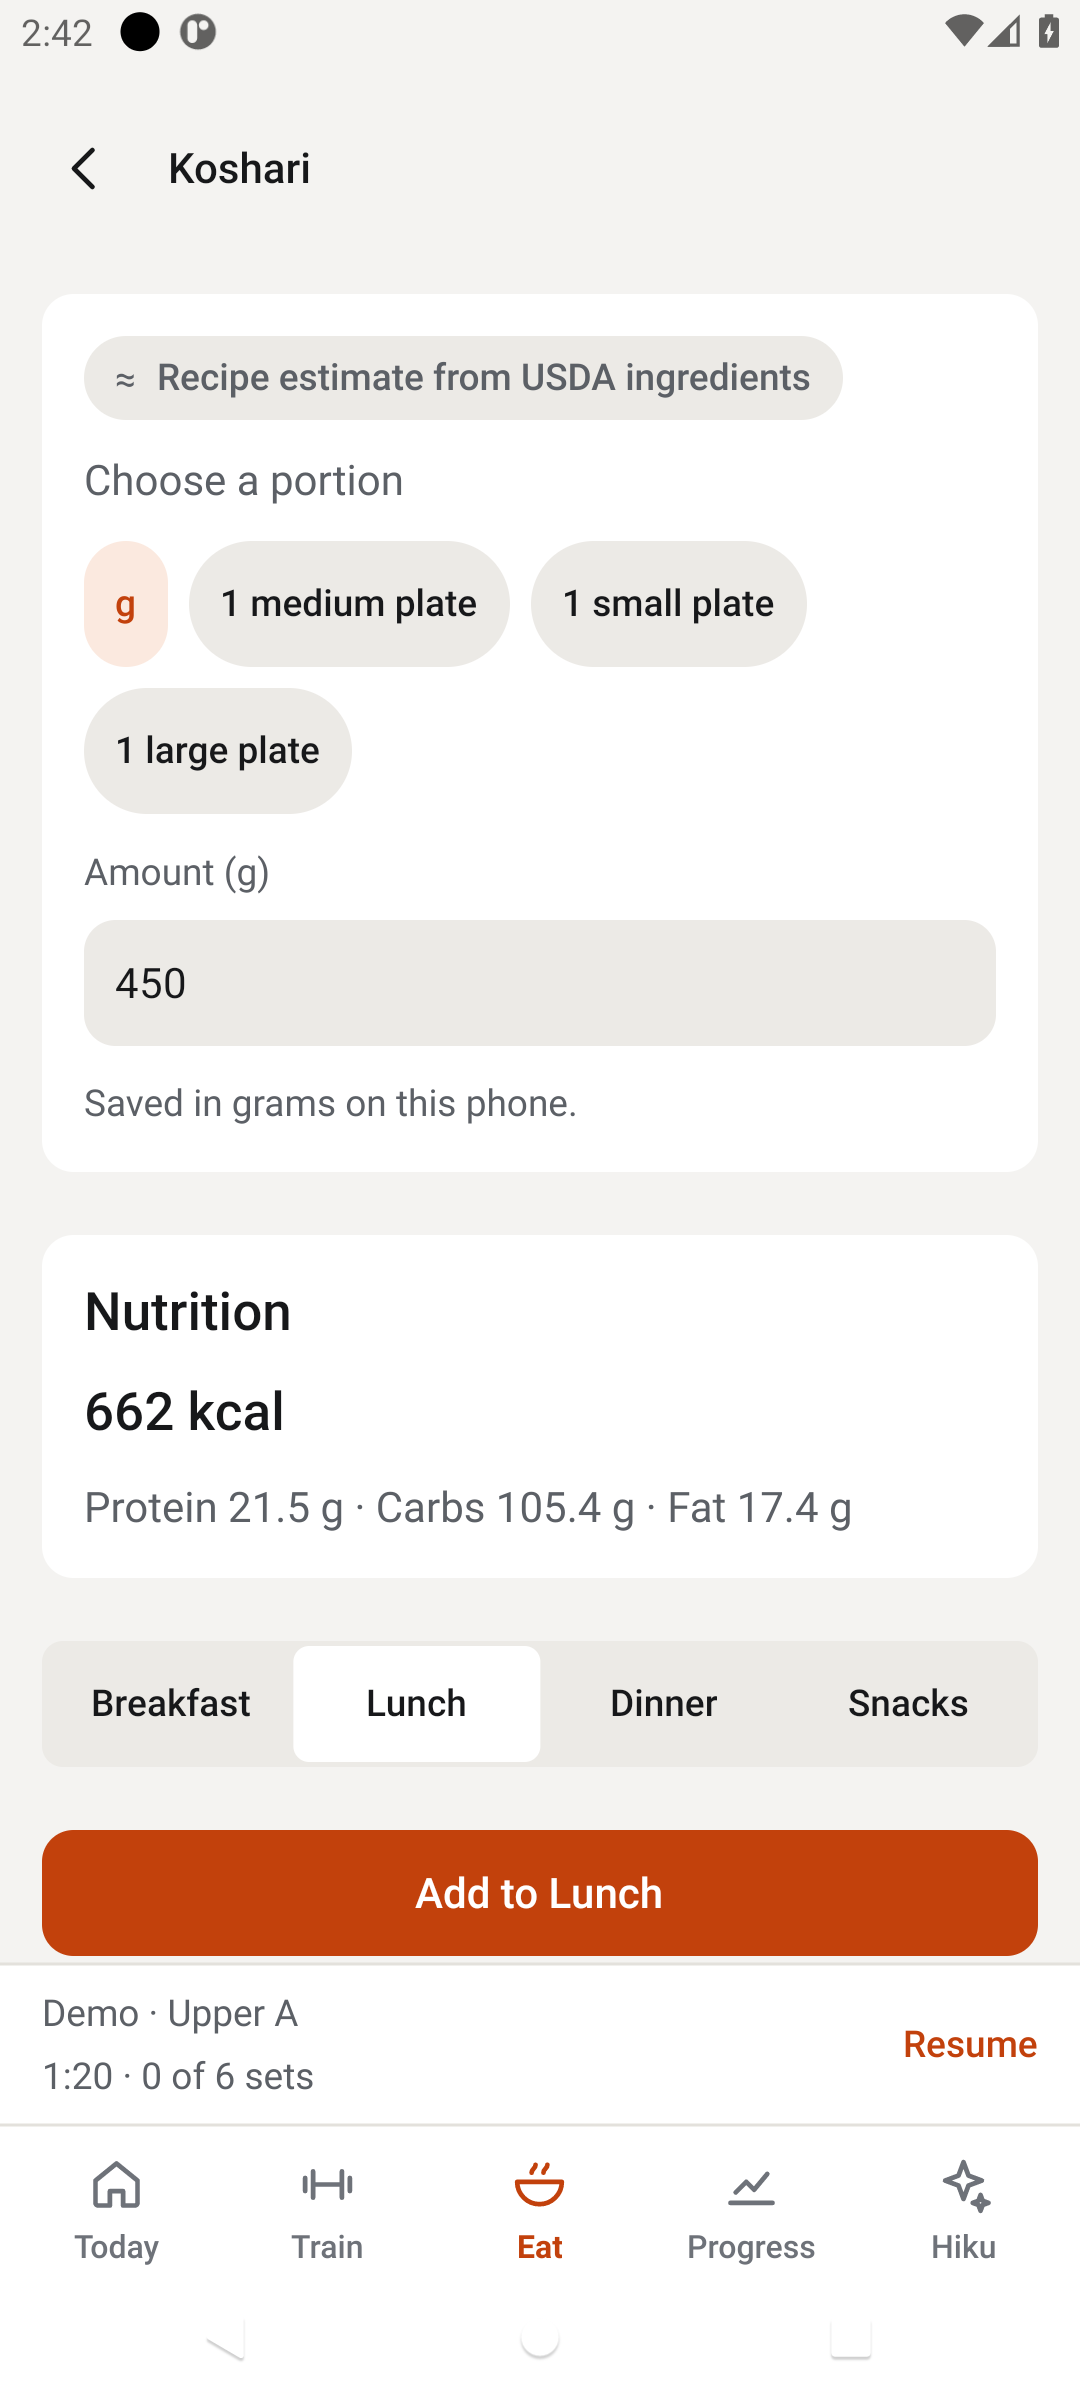 2:42
Koshari
≈ Recipe estimate from USDA ingredients
Choose a portion
g
1 medium plate
1 small plate
1 large plate
Amount (g)
450
Saved in grams on this phone.
Nutrition
662 kcal
Protein 21.5 g · Carbs 105.4 g · Fat 17.4 g
Breakfast Lunch Dinner Snacks
Add to Lunch
Demo · Upper A
Resume
1:20 · 0 of 6 sets
Today Train Eat Progress Hiku